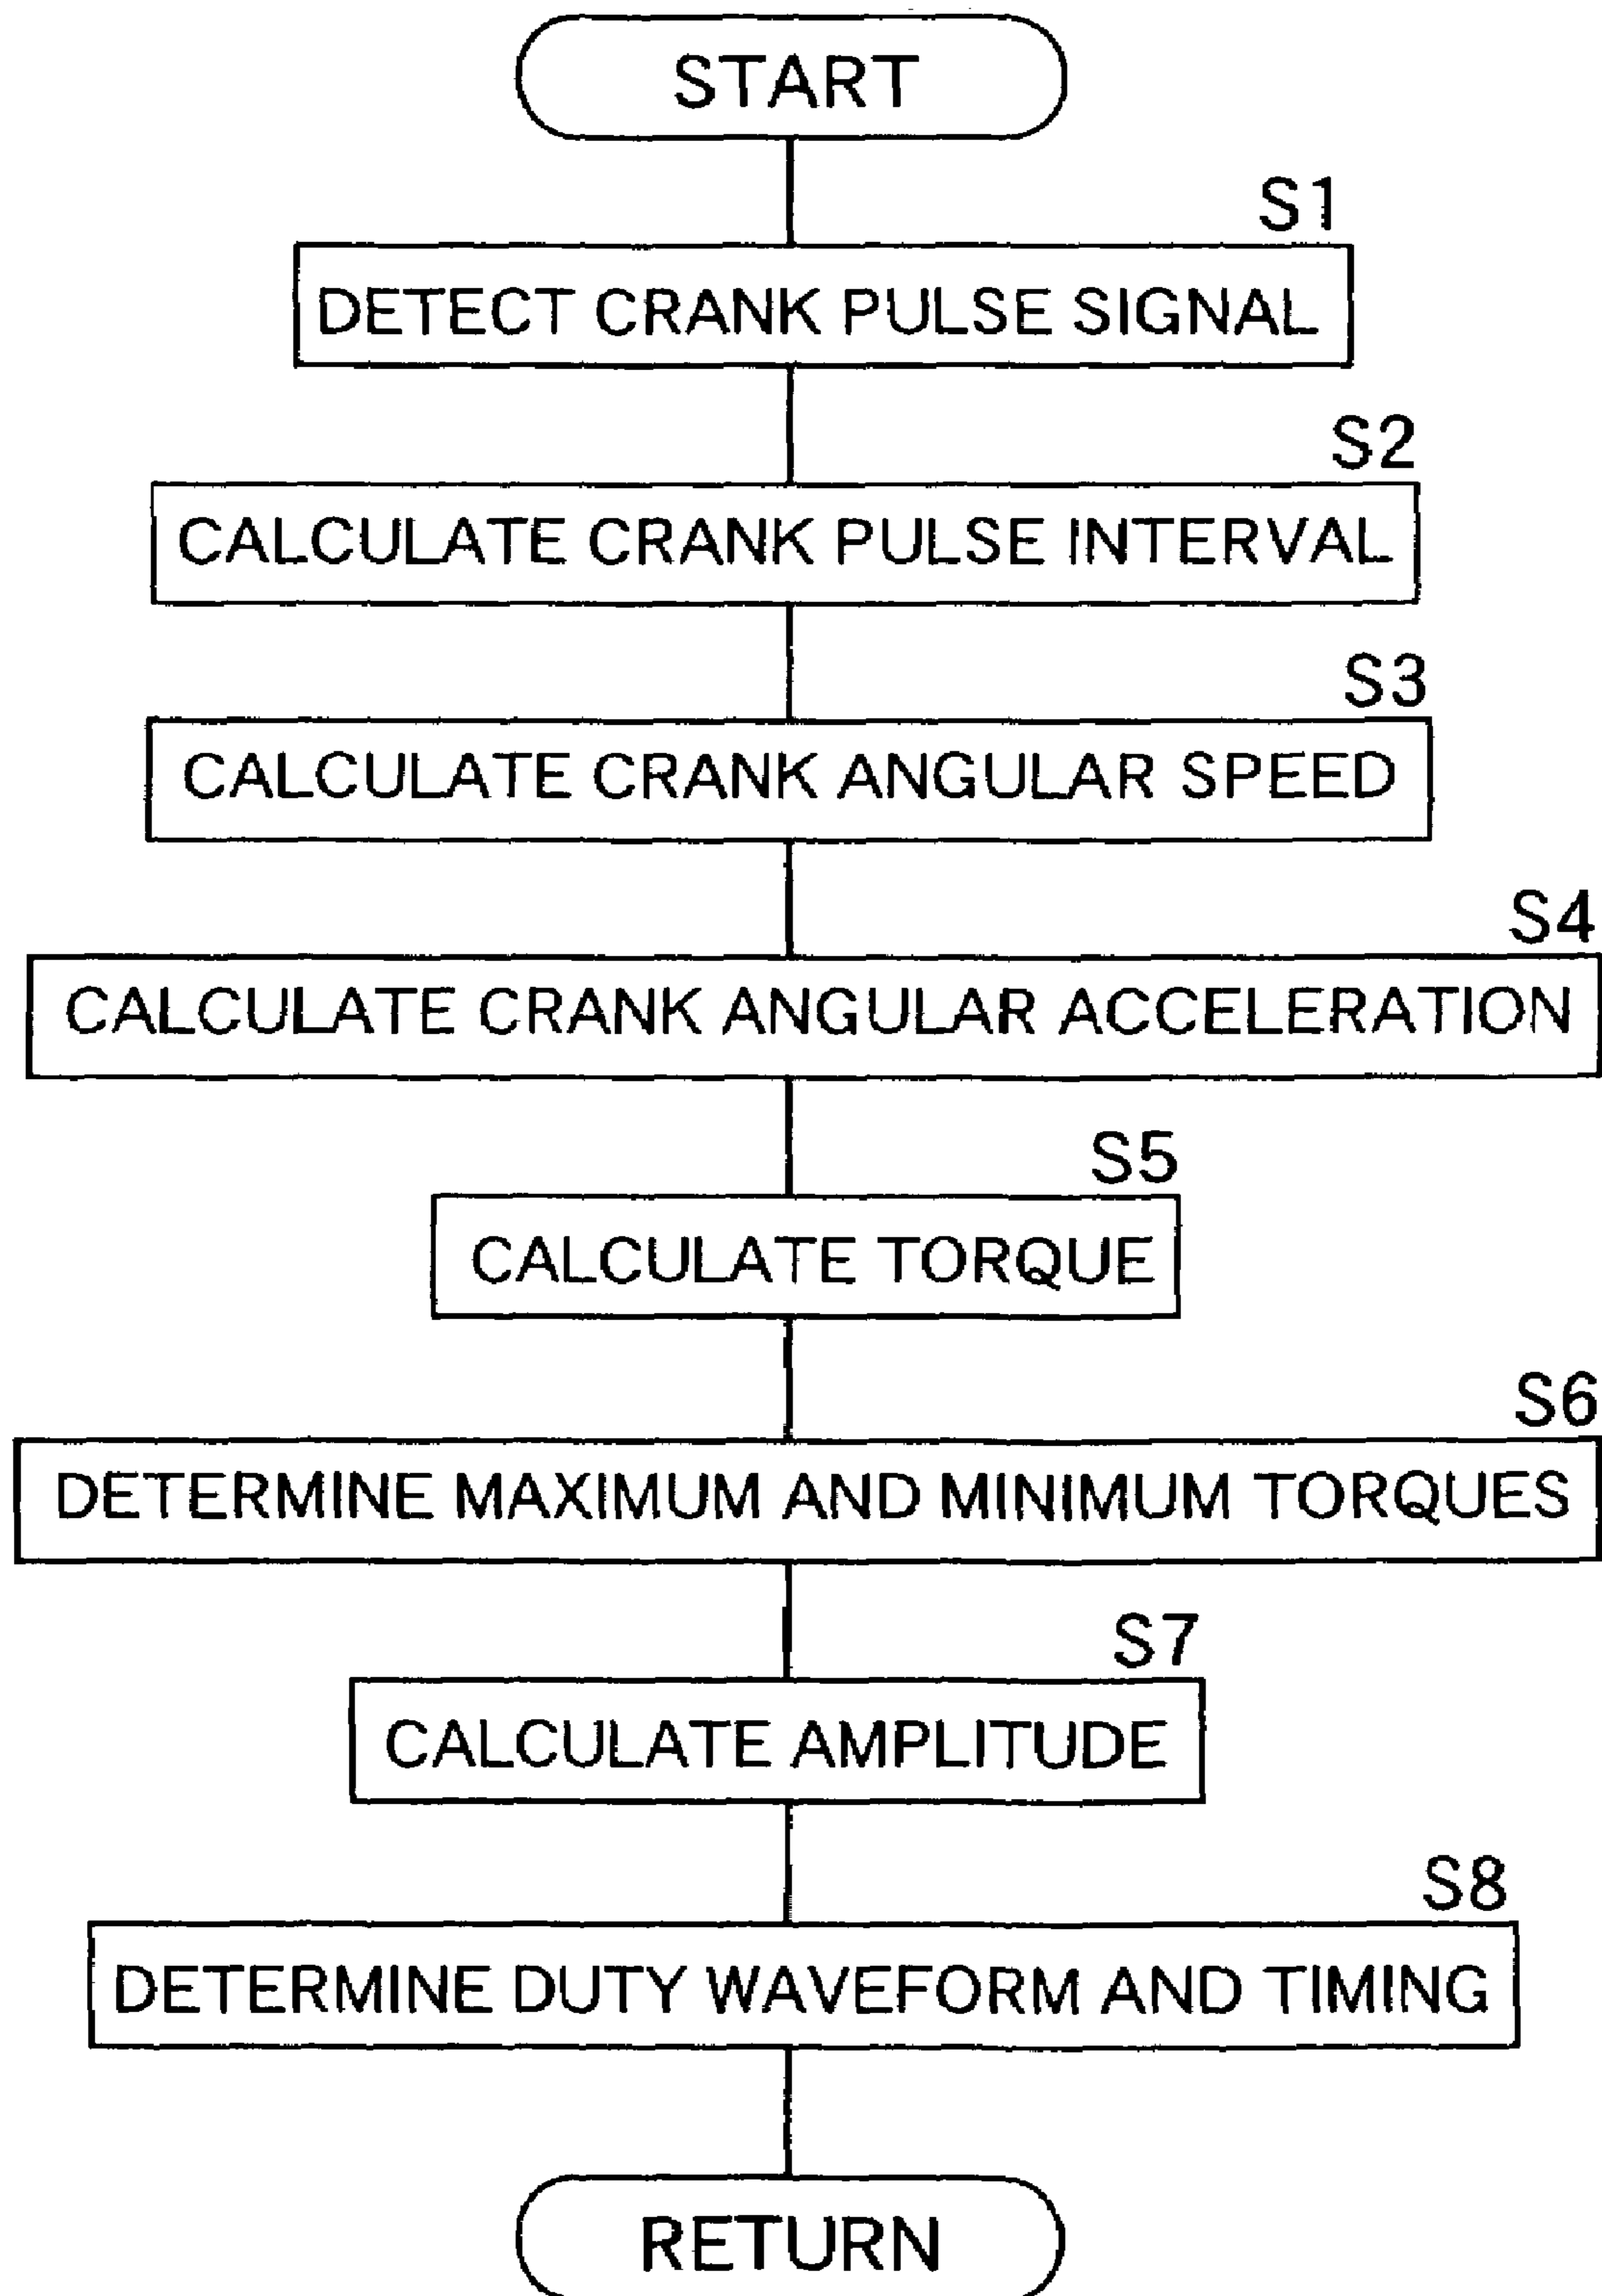 START
S1
DETECT CRANK PULSE SIGNAL
S2
CALCULATE CRANK PULSE INTERVAL
S3
CALCULATE CRANK ANGULAR SPEED
S4
CALCULATE CRANK ANGULAR ACCELERATION
S5
CALCULATE TORQUE
S6
DETERMINE MAXIMUM AND MINIMUM TORQUES
S7
CALCULATE AMPLITUDE
S8
DETERMINE DUTY WAVEFORM AND TIMING
RETURN